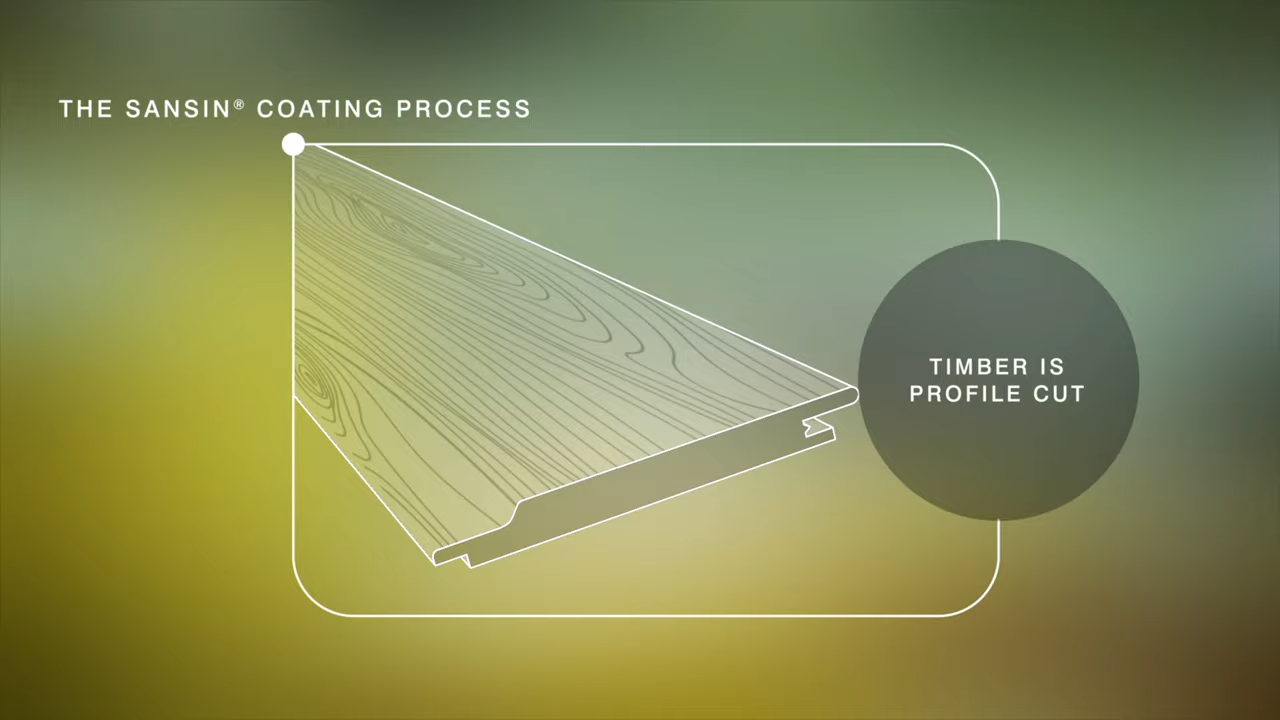 THE SANSIN® COATING PROCESS
TIMBER IS
PROFILE CUT